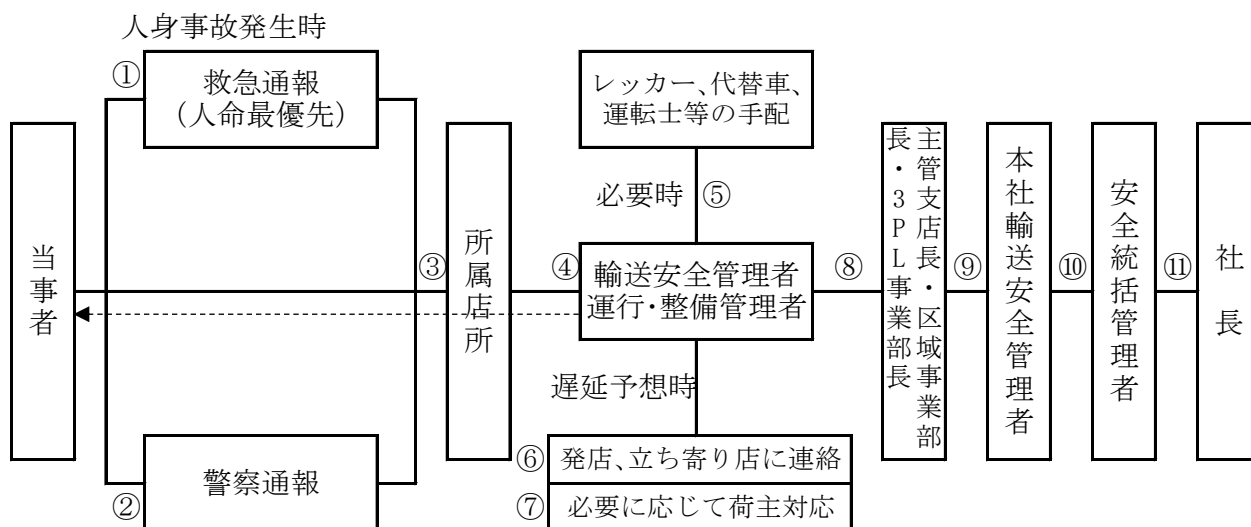 人身事故発生時
①
救急通報
(人命最優先)
レッカー、代替車、
運転士等の手配
必要時
⑤
当事者
②
警察通報
③
所属店所
④
輸送安全管理者
運行・整備管理者
遅延予想時
⑥
発店、立ち寄り店に連絡
⑦
必要に応じて荷主対応
⑧
主管支店長・区域事業部
長・3PL事業部長
⑨
本社輸送安全管理者
⑩
安全統括管理者
⑪
社長